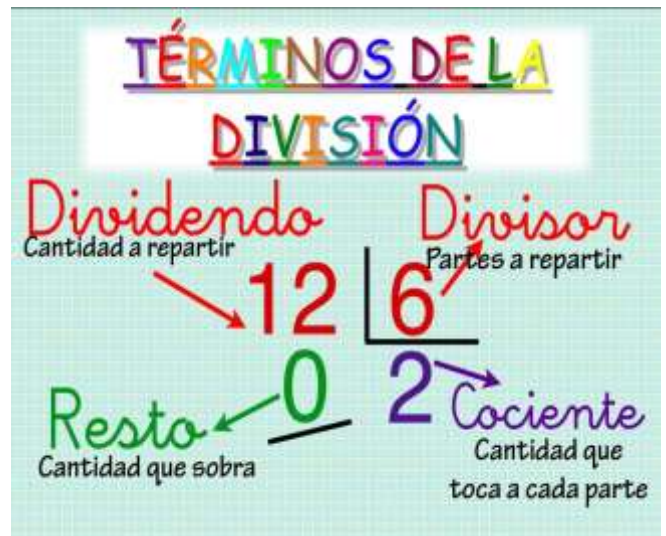 TÉRMINOS DE LA
DIVISIÓN
Dividendo
Cantidad a repartir
Divisor
Partes a repartir
12 6
0 2
Resto
Cantidad que sobra
Cociente
Cantidad que
toca a cada parte